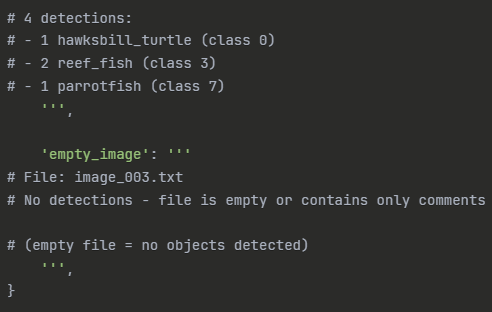 # 4 detections:
# - 1 hawksbill_turtle (class 0)
# - 2 reef_fish (class 3)
# - 1 parrotfish (class 7)
    ''',

    'empty_image': '''
# File: image_003.txt
# No detections - file is empty or contains only comments

# (empty file = no objects detected)
    ''',
}